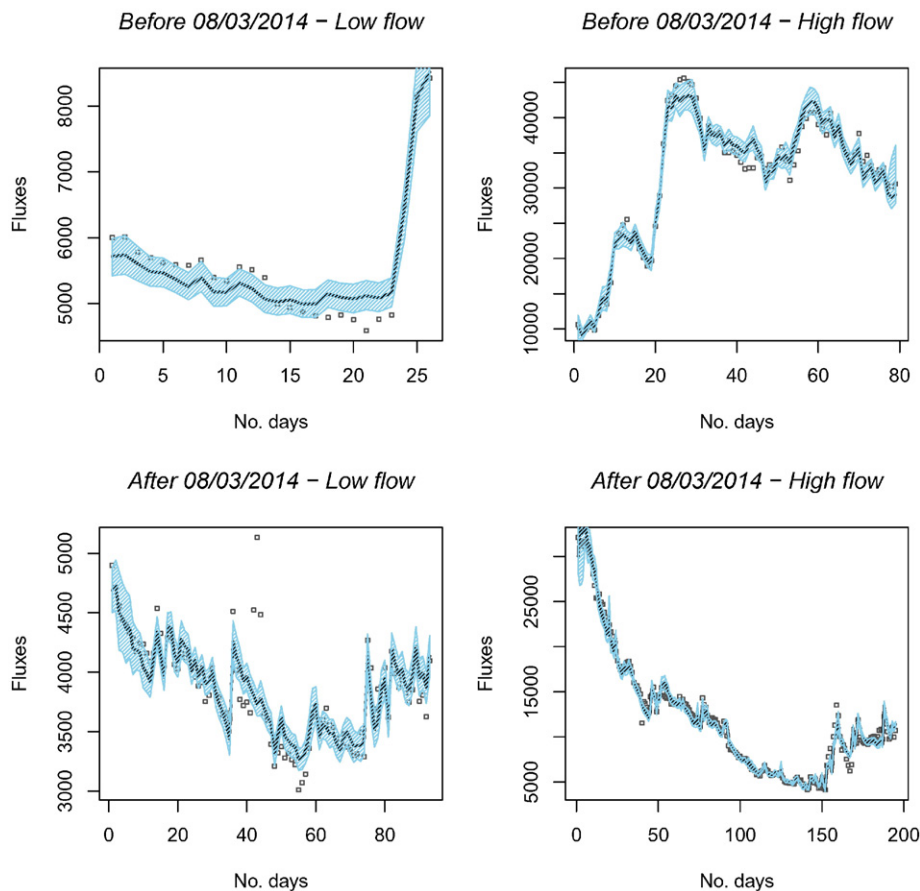 Before 08/03/2014 − Low flow
Before 08/03/2014 − High flow
Fluxes
8000
7000
6000
5000
0 5 10 15 20 25
No. days
Fluxes
40000
30000
20000
10000
0 20 40 60 80
No. days
After 08/03/2014 − Low flow
After 08/03/2014 − High flow
Fluxes
5000
4500
4000
3500
3000
0 20 40 60 80
No. days
Fluxes
25000
15000
5000
0 50 100 150 200
No. days